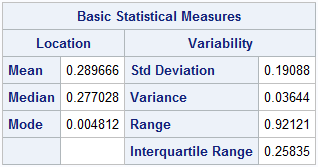 Basic Statistical Measures
Location Variability
Mean 0.289666 Std Deviation 0.19088
Median 0.277028 Variance 0.03644
Mode 0.004812 Range 0.92121
Interquartile Range 0.25835